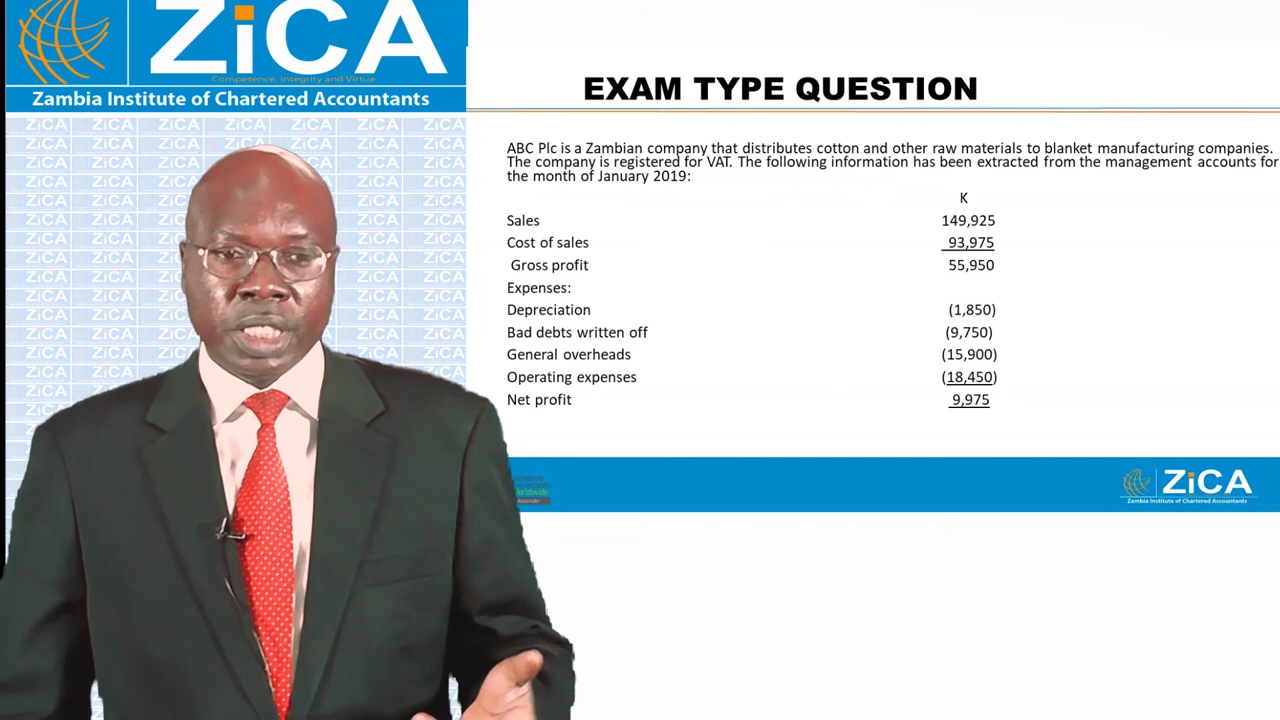 ZiCA
Competence, Integrity and Virtue
Zambia Institute of Chartered Accountants
EXAM TYPE QUESTION
ABC Plc is a Zambian company that distributes cotton and other raw materials to blanket manufacturing companies.
The company is registered for VAT. The following information has been extracted from the management accounts for
the month of January 2019:
K
Sales 149,925
Cost of sales 93,975
Gross profit 55,950
Expenses:
Depreciation (1,850)
Bad debts written off (9,750)
General overheads (15,900)
Operating expenses (18,450)
Net profit 9,975
Worldwide
Associate
ZiCA
Zambia Institute of Chartered Accountants